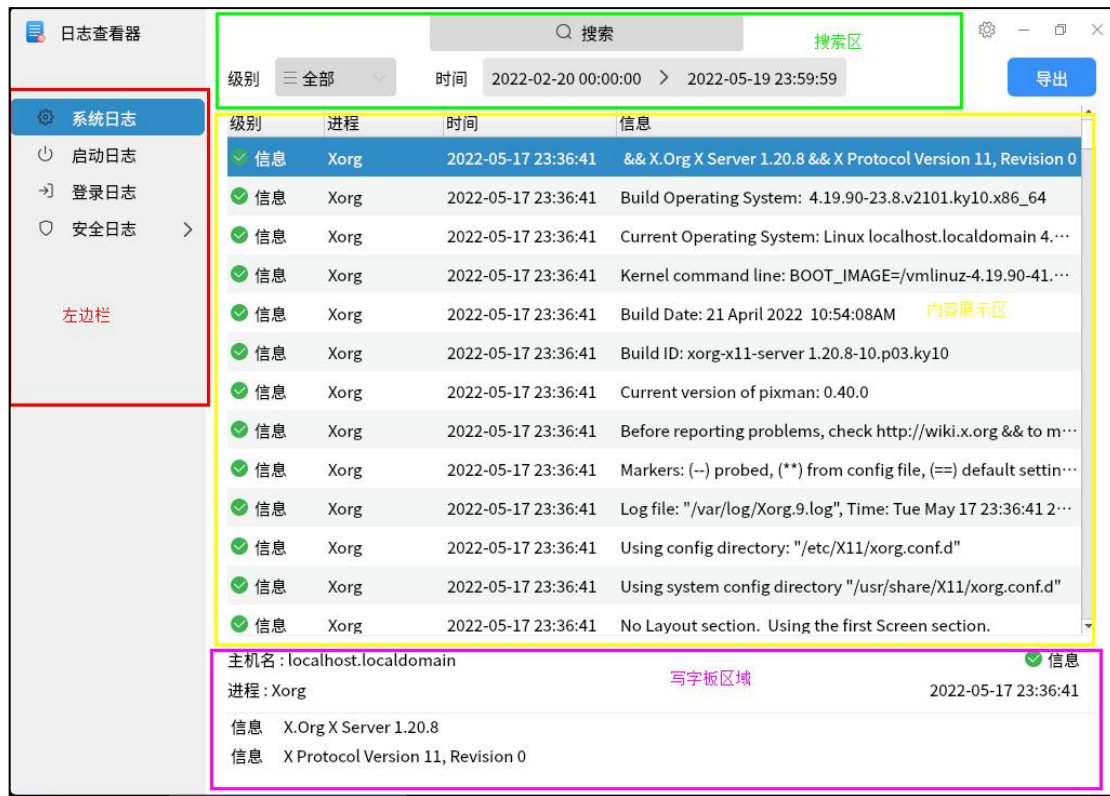 日志查看器
搜索
搜索区
级别 全部 时间 2022-02-20 00:00:00 > 2022-05-19 23:59:59 导出
系统日志
启动日志
登录日志
安全日志 >
左边栏
级别 进程 时间 信息
信息 Xorg 2022-05-17 23:36:41 && X.Org X Server 1.20.8 && X Protocol Version 11, Revision 0
信息 Xorg 2022-05-17 23:36:41 Build Operating System: 4.19.90-23.8.v2101.ky10.x86_64
信息 Xorg 2022-05-17 23:36:41 Current Operating System: Linux localhost.localdomain 4.⋯
信息 Xorg 2022-05-17 23:36:41 Kernel command line: BOOT_IMAGE=/vmlinuz-4.19.90-41.⋯
信息 Xorg 2022-05-17 23:36:41 Build Date: 21 April 2022 10:54:08AM
内容展示区
信息 Xorg 2022-05-17 23:36:41 Build ID: xorg-x11-server 1.20.8-10.p03.ky10
信息 Xorg 2022-05-17 23:36:41 Current version of pixman: 0.40.0
信息 Xorg 2022-05-17 23:36:41 Before reporting problems, check http://wiki.x.org && to m⋯
信息 Xorg 2022-05-17 23:36:41 Markers: (--) probed, (**) from config file, (==) default settin⋯
信息 Xorg 2022-05-17 23:36:41 Log file: "/var/log/Xorg.9.log", Time: Tue May 17 23:36:41 2⋯
信息 Xorg 2022-05-17 23:36:41 Using config directory: "/etc/X11/xorg.conf.d"
信息 Xorg 2022-05-17 23:36:41 Using system config directory "/usr/share/X11/xorg.conf.d"
信息 Xorg 2022-05-17 23:36:41 No Layout section. Using the first Screen section.
主机名 : localhost.localdomain 信息
写字板区域
进程 : Xorg 2022-05-17 23:36:41
信息 X.Org X Server 1.20.8
信息 X Protocol Version 11, Revision 0